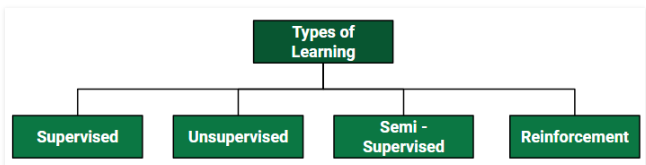 Types of
Learning
Supervised
Unsupervised
Semi -
Supervised
Reinforcement